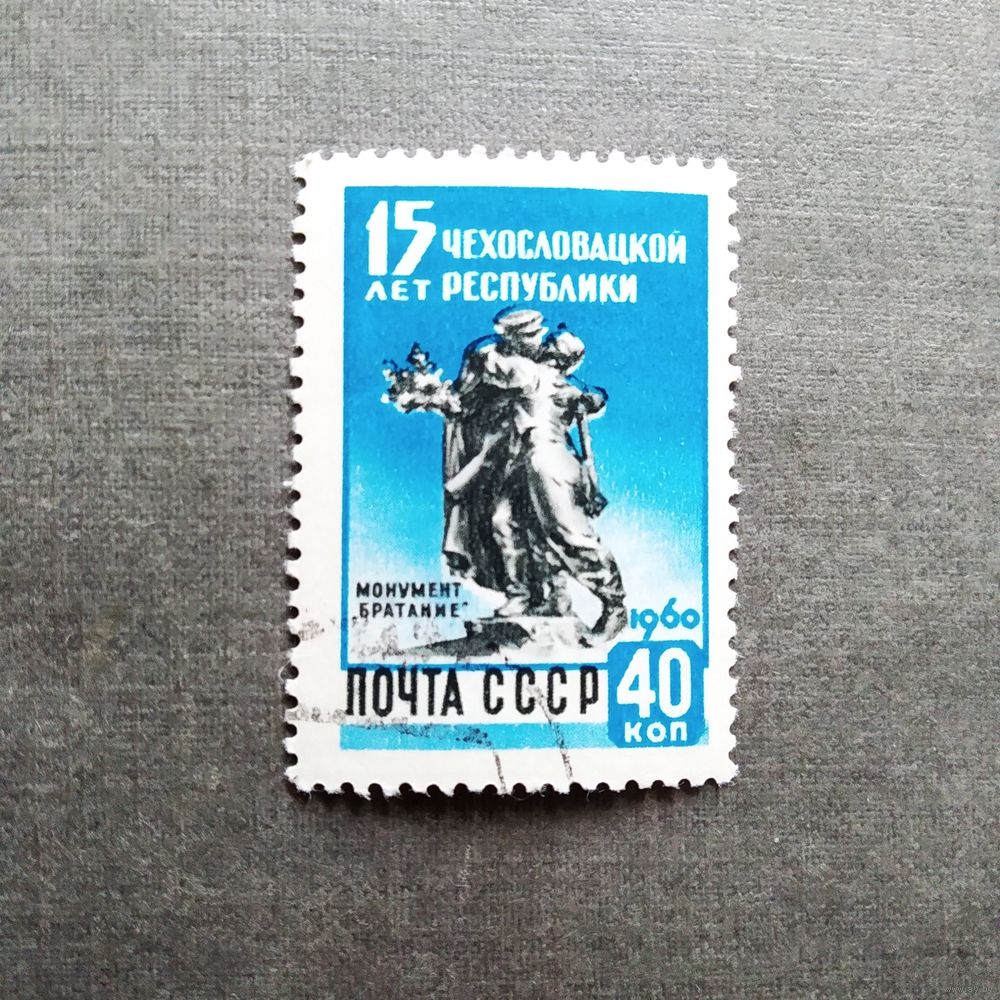 15 ЧЕХОСЛОВАЦКОЙ
ЛЕТ РЕСПУБЛИКИ
МОНУМЕНТ
„БРАТАНИЕ"
1960
ПОЧТА СССР
40
КОП